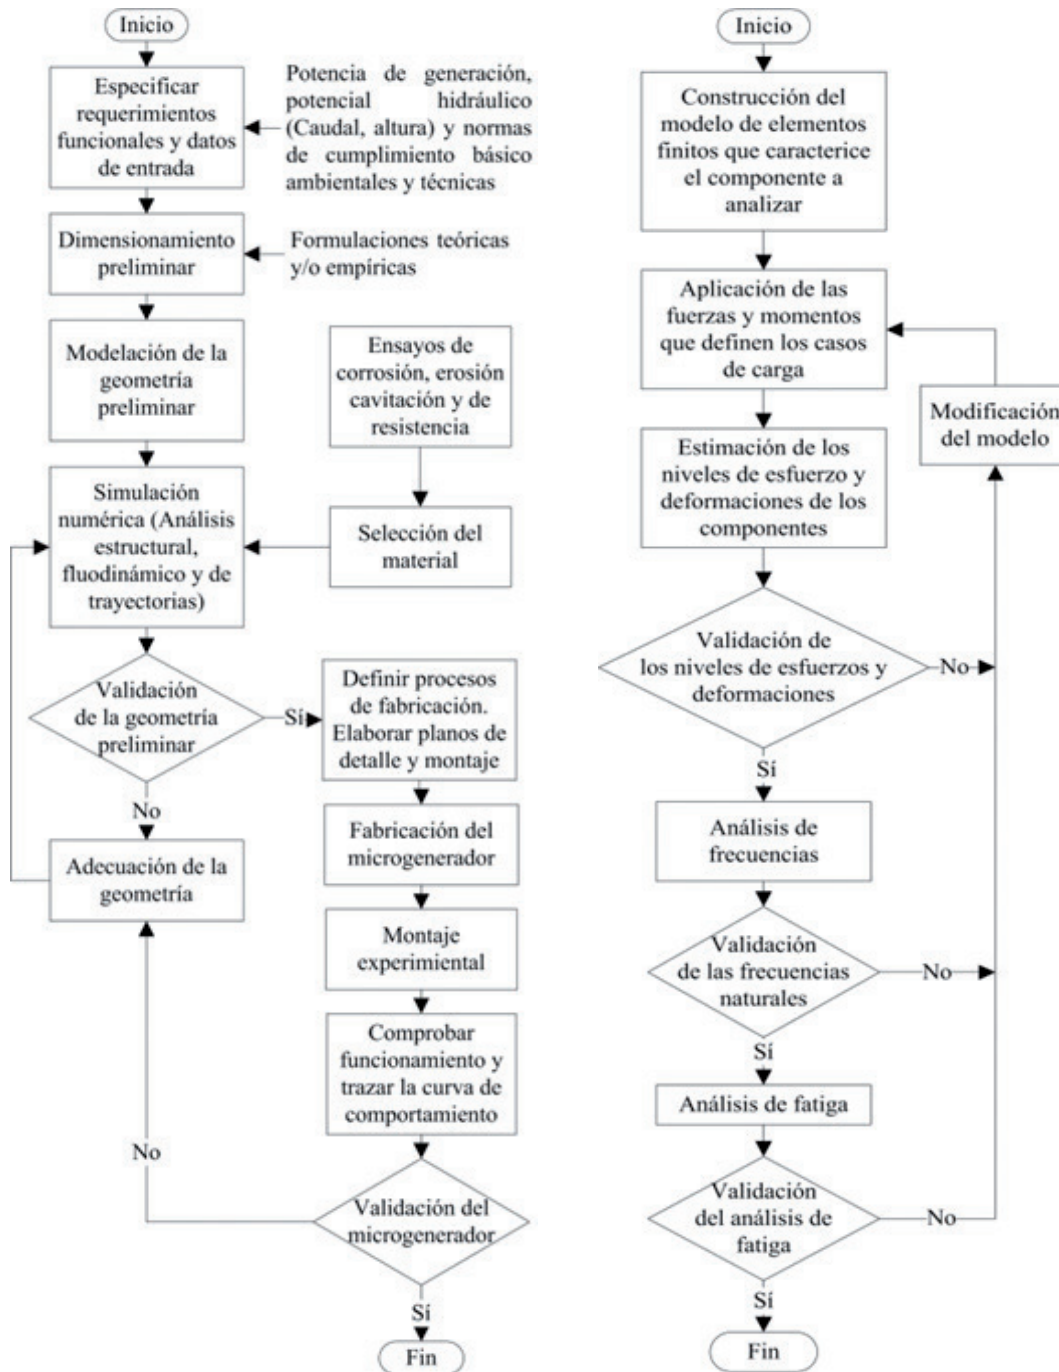 Inicio
Especificar
requerimientos
funcionales y datos
de entrada
Potencia de generación,
potencial hidráulico
(Caudal, altura) y normas
de cumplimiento básico
ambientales y técnicas
Dimensionamiento
preliminar
Formulaciones teóricas
y/o empíricas
Modelación de la
geometría
preliminar
Ensayos de
corrosión, erosión
cavitación y de
resistencia
Simulación
numérica (Análisis
estructural,
fluodinámico y de
trayectorias)
Selección del
material
Validación
de la geometría
preliminar
Sí
Definir procesos
de fabricación.
Elaborar planos de
detalle y montaje
No
Adecuación de la
geometría
Fabricación del
microgenerador
Montaje
experimental
Comprobar
funcionamiento y
trazar la curva de
comportamiento
No
Validación del
microgenerador
Sí
Fin
Inicio
Construcción del
modelo de elementos
finitos que caracterice
el componente a
analizar
Aplicación de las
fuerzas y momentos
que definen los casos
de carga
Modificación
del modelo
Estimación de los
niveles de esfuerzo y
deformaciones de los
componentes
Validación de
los niveles de esfuerzos y
deformaciones
No
Sí
Análisis de
frecuencias
Validación
de las frecuencias
naturales
No
Sí
Análisis de fatiga
Validación
del análisis de
fatiga
No
Sí
Fin